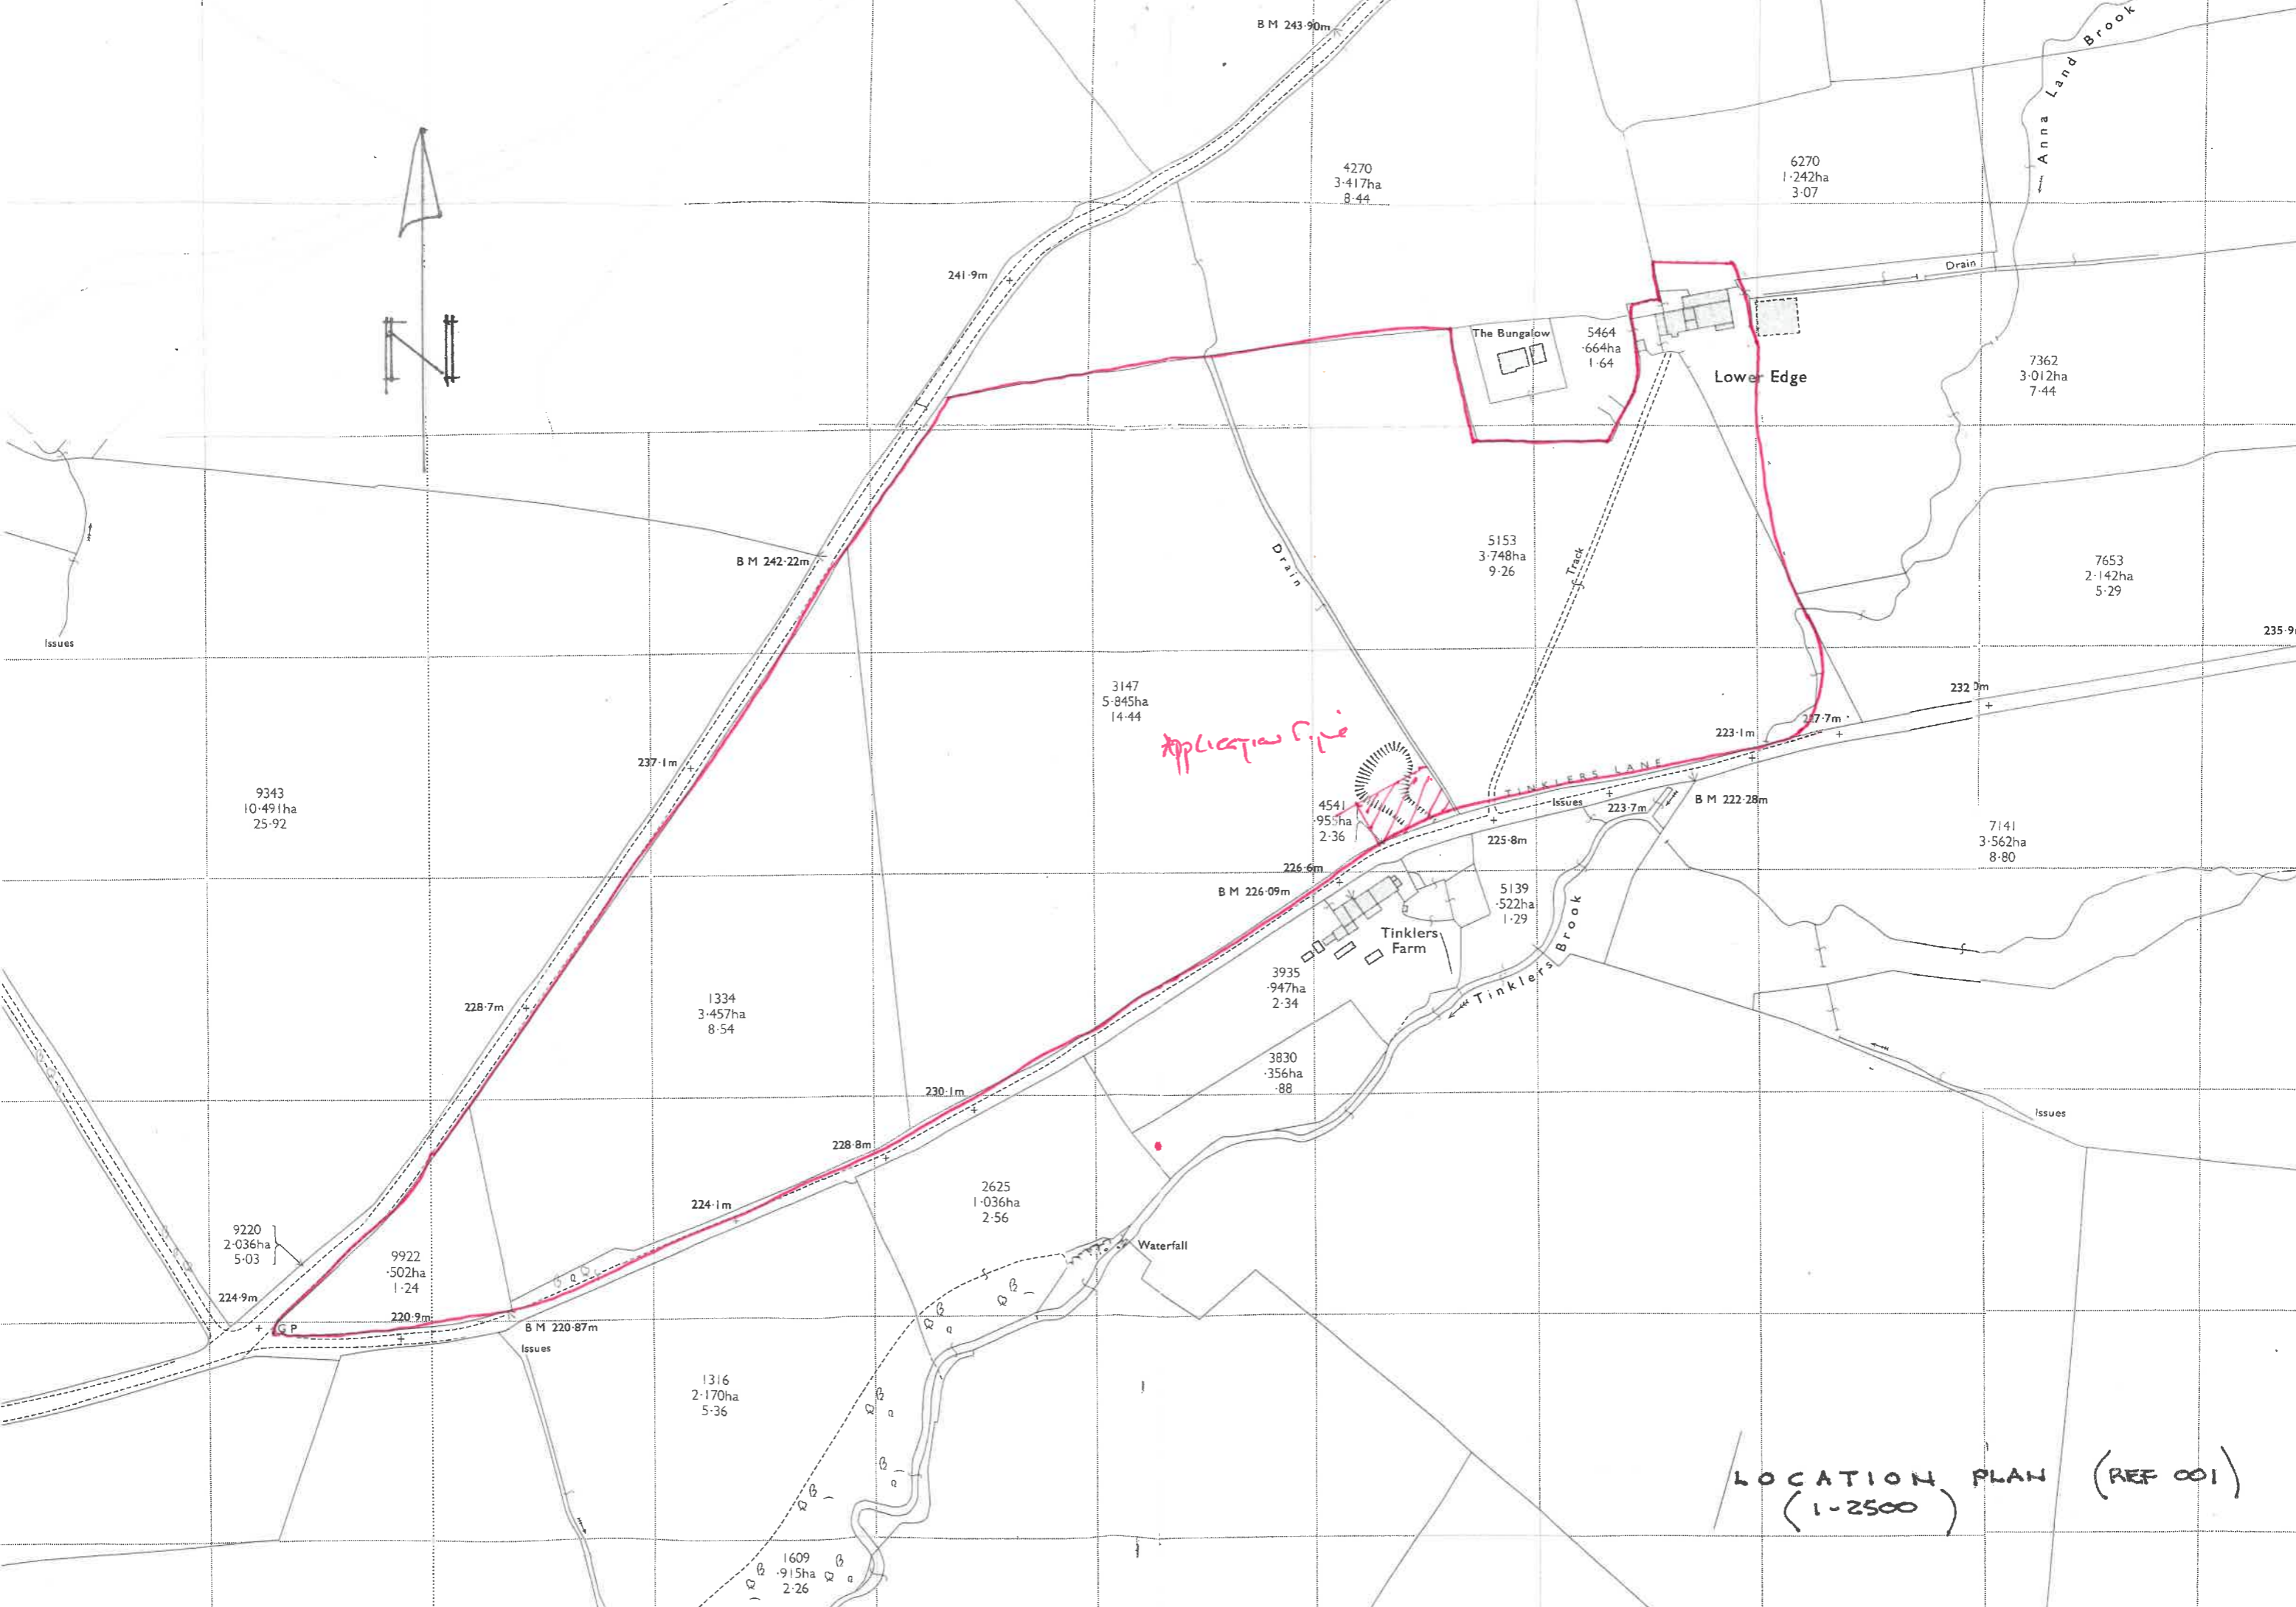 B M 243·90m
Anna Land Brook
4270
3·417ha
8·44
6270
1·242ha
3·07
N
241·9m
Drain
The Bungalow
5464
·664ha
1·64
Lower Edge
7362
3·012ha
7·44
B M 242·22m
Drain
5153
3·748ha
9·26
Track
7653
2·142ha
5·29
Issues
235·9
3147
5·845ha
14·44
232·0m
227·7m
223·1m
Application Site
237·1m
TINKLERS LANE
9343
10·491ha
25·92
4541
·955ha
2·36
Issues
223·7m
B M 222·28m
225·8m
7141
3·562ha
8·80
226·6m
B M 226·09m
5139
·522ha
1·29
Tinklers
Farm
Tinklers Brook
3935
·947ha
2·34
228·7m
1334
3·457ha
8·54
3830
·356ha
·88
230·1m
Issues
228·8m
2625
1·036ha
2·56
224·1m
9220
2·036ha
5·03
9922
·502ha
1·24
Waterfall
224·9m
G P
220·9m
B M 220·87m
Issues
1316
2·170ha
5·36
LOCATION PLAN (REF 001)
(1-2500)
1609
·915ha
2·26